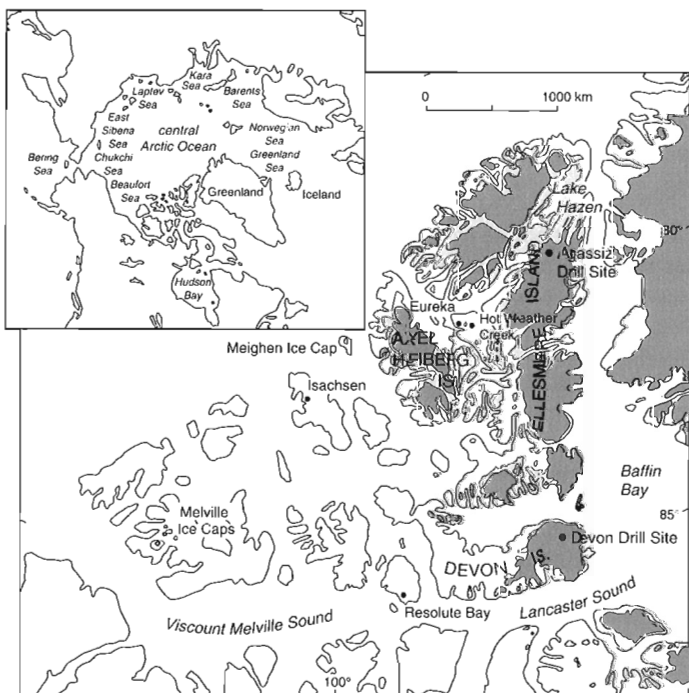 Kara
Sea
Laptev
Sea
Barents
Sea
East
Sibena
Sea
central
Arctic Ocean
Norwegian
Sea
Greenland
Sea
Bering
Sea
Chukchi
Sea
Beaufort
Sea
Greenland
Iceland
Hudson
Bay
0 1000 km
Lake
Hazen
80°
Agassiz
Drill Site
ISLAND
ELLESMERE
Eureka
Hot Weather
Creek
AXEL
HEIBERG
IS.
Meighen Ice Cap
Isachsen
Baffin
Bay
Melville
Ice Caps
85°
Devon Drill Site
DEVON IS.
Resolute Bay
Lancaster Sound
Viscount Melville Sound
100°